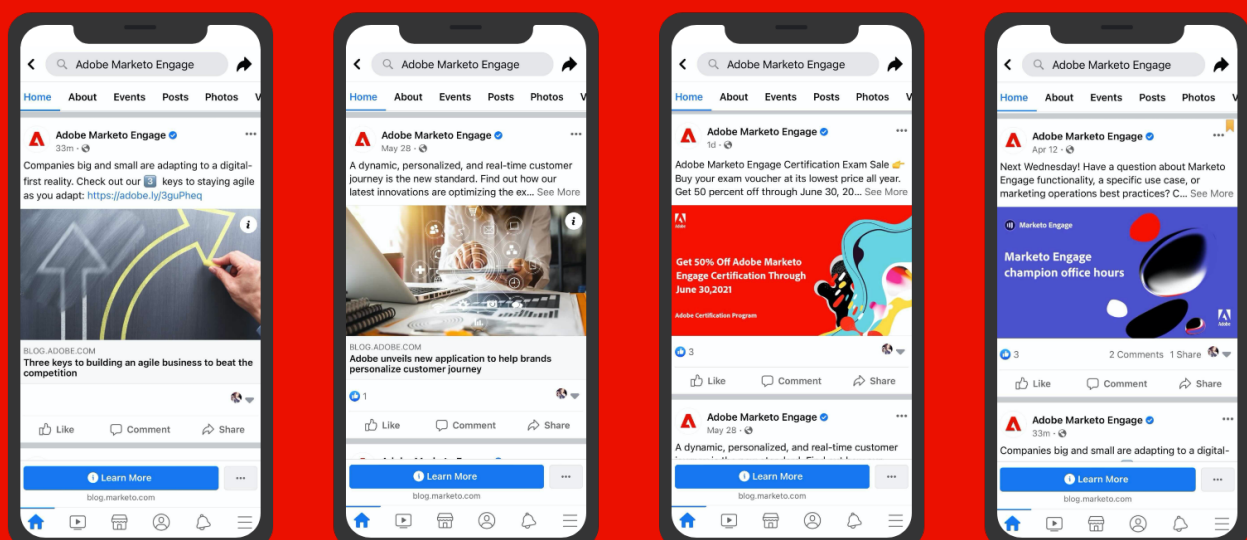 Adobe Marketo Engage
Home About Events Posts Photos V
Adobe Marketo Engage
33m
Companies big and small are adapting to a digital-
first reality. Check out our 3 keys to staying agile
as you adapt: https://adobe.ly/3guPheq
BLOG.ADOBE.COM
Three keys to building an agile business to beat the
competition
Like Comment Share
Learn More
blog.marketo.com
Adobe Marketo Engage
Home About Events Posts Photos V
Adobe Marketo Engage
May 28
A dynamic, personalized, and real-time customer
journey is the new standard. Find out how our
latest innovations are optimizing the ex... See More
BLOG.ADOBE.COM
Adobe unveils new application to help brands
personalize customer journey
1
Like Comment Share
Learn More
blog.marketo.com
Adobe Marketo Engage
Home About Events Posts Photos V
Adobe Marketo Engage
1d
Adobe Marketo Engage Certification Exam Sale 👉
Buy your exam voucher at its lowest price all year.
Get 50 percent off through June 30, 20... See More
Adobe
Get 50% Off Adobe Marketo
Engage Certification Through
June 30,2021
Adobe Certification Program
3
Like Comment Share
Adobe Marketo Engage
May 28
A dynamic, personalized, and real-time customer
Learn More
blog.marketo.com
Adobe Marketo Engage
Home About Events Posts Photos V
Adobe Marketo Engage
Apr 12
Next Wednesday! Have a question about Marketo
Engage functionality, a specific use case, or
marketing operations best practices? C... See More
Marketo Engage
Marketo Engage
champion office hours
Adobe
3 2 Comments 1 Share
Like Comment Share
Adobe Marketo Engage
33m
Companies big and small are adapting to a digital-
Learn More
blog.marketo.com